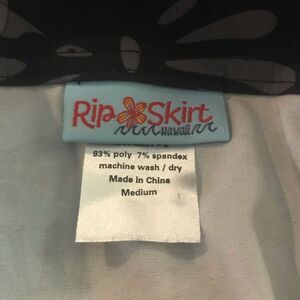 Rip Skirt
Hawaii
93% poly 7% spandex
machine wash / dry
Made in China
Medium